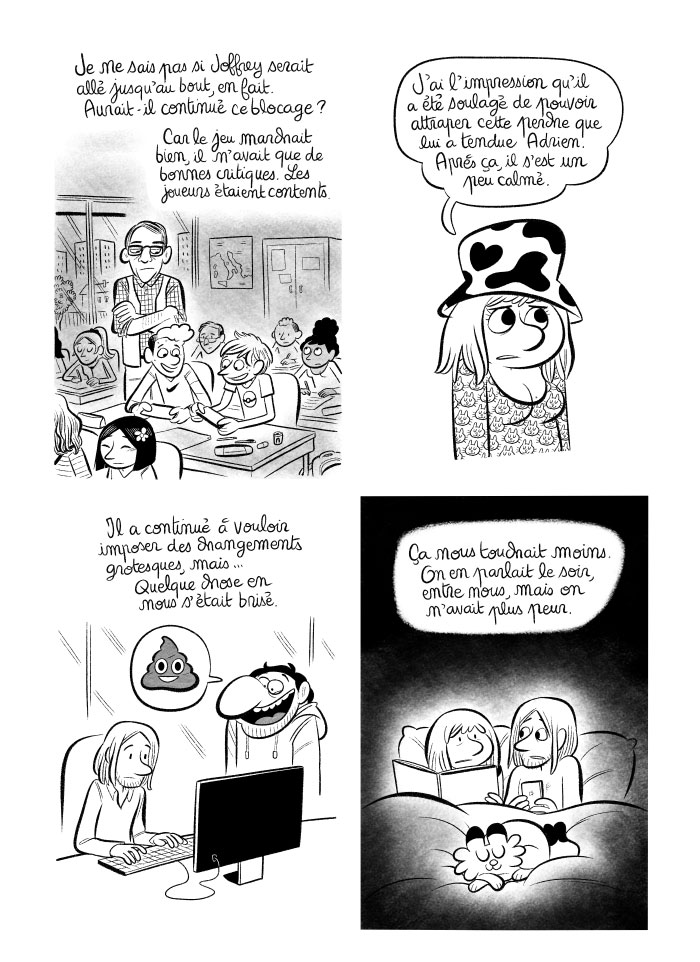 Je ne sais pas si Joffrey serait
allé jusqu'au bout, en fait.
Aurait-il continué ce blocage ?
Car le jeu marchait
bien, il n'avait que de
bonnes critiques. Les
joueurs étaient contents.
J'ai l'impression qu'il
a été soulagé de pouvoir
attraper cette perche que
lui a tendue Adrien.
Après ça, il s'est un
peu calmé.
Il a continué à vouloir
imposer des changements
grotesques, mais...
Quelque chose en
nous s'était brisé.
Ça nous touchait moins.
On en parlait le soir,
entre nous, mais on
n'avait plus peur.